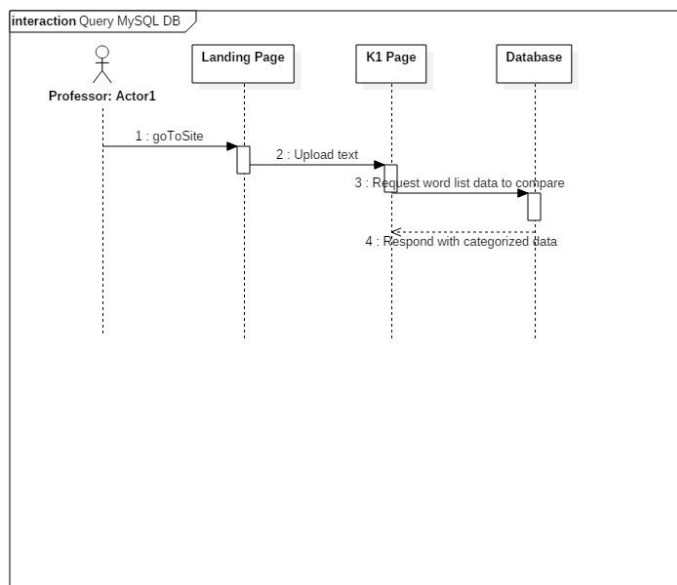 interaction Query MySQL DB
Landing Page
K1 Page
Database
Professor: Actor1
1 : goToSite
2 : Upload text
3 : Request word list data to compare
4 : Respond with categorized data